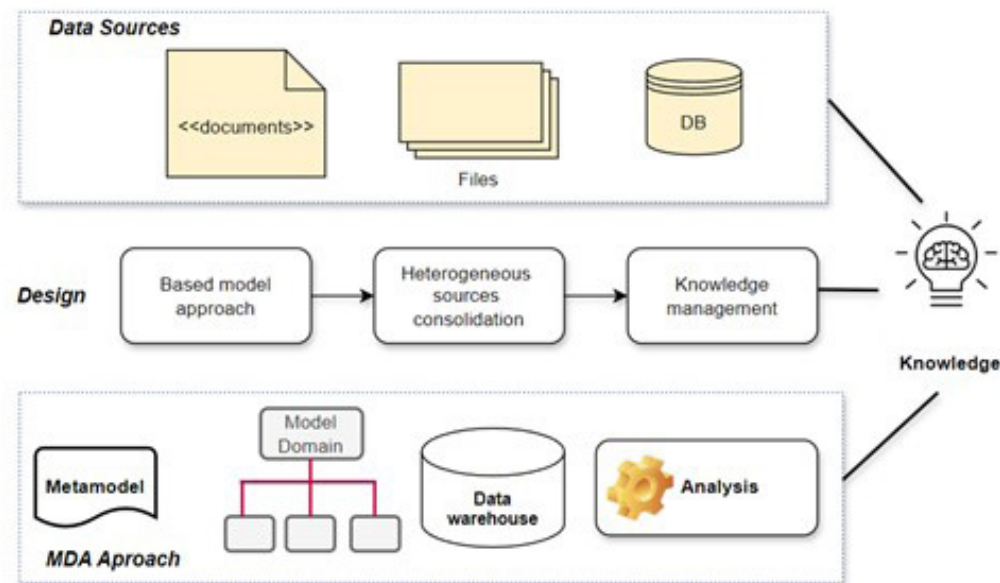 Data Sources
<<documents>>
Files
DB
Design
Based model
approach
Heterogeneous
sources
consolidation
Knowledge
management
Knowledge
Metamodel
Model
Domain
Data
warehouse
Analysis
MDA Aproach